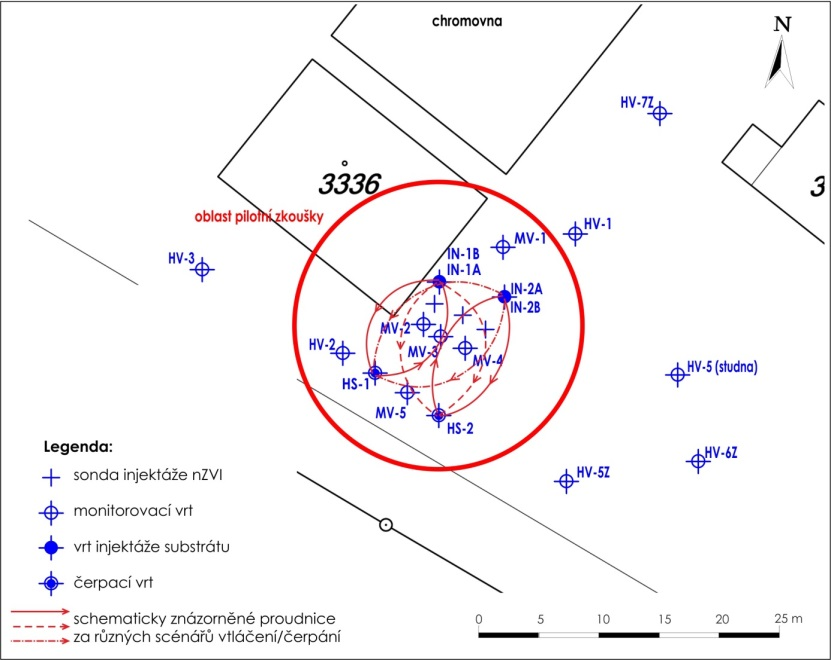 chromovna
N
HV-7Z
3336
3
oblast pilotní zkoušky
HV-1
MV-1
IN-1B
IN-1A
HV-3
IN-2A
IN-2B
MV-2
HV-2
MV-3
MV-4
HV-5 (studna)
HS-1
MV-5
HS-2
HV-6Z
HV-5Z
Legenda:
sonda injektáže nZVI
monitorovací vrt
vrt injektáže substrátu
čerpací vrt
schematicky znázorněné proudnice
za různých scénářů vtláčení/čerpání
0 5 10 15 20 25 m